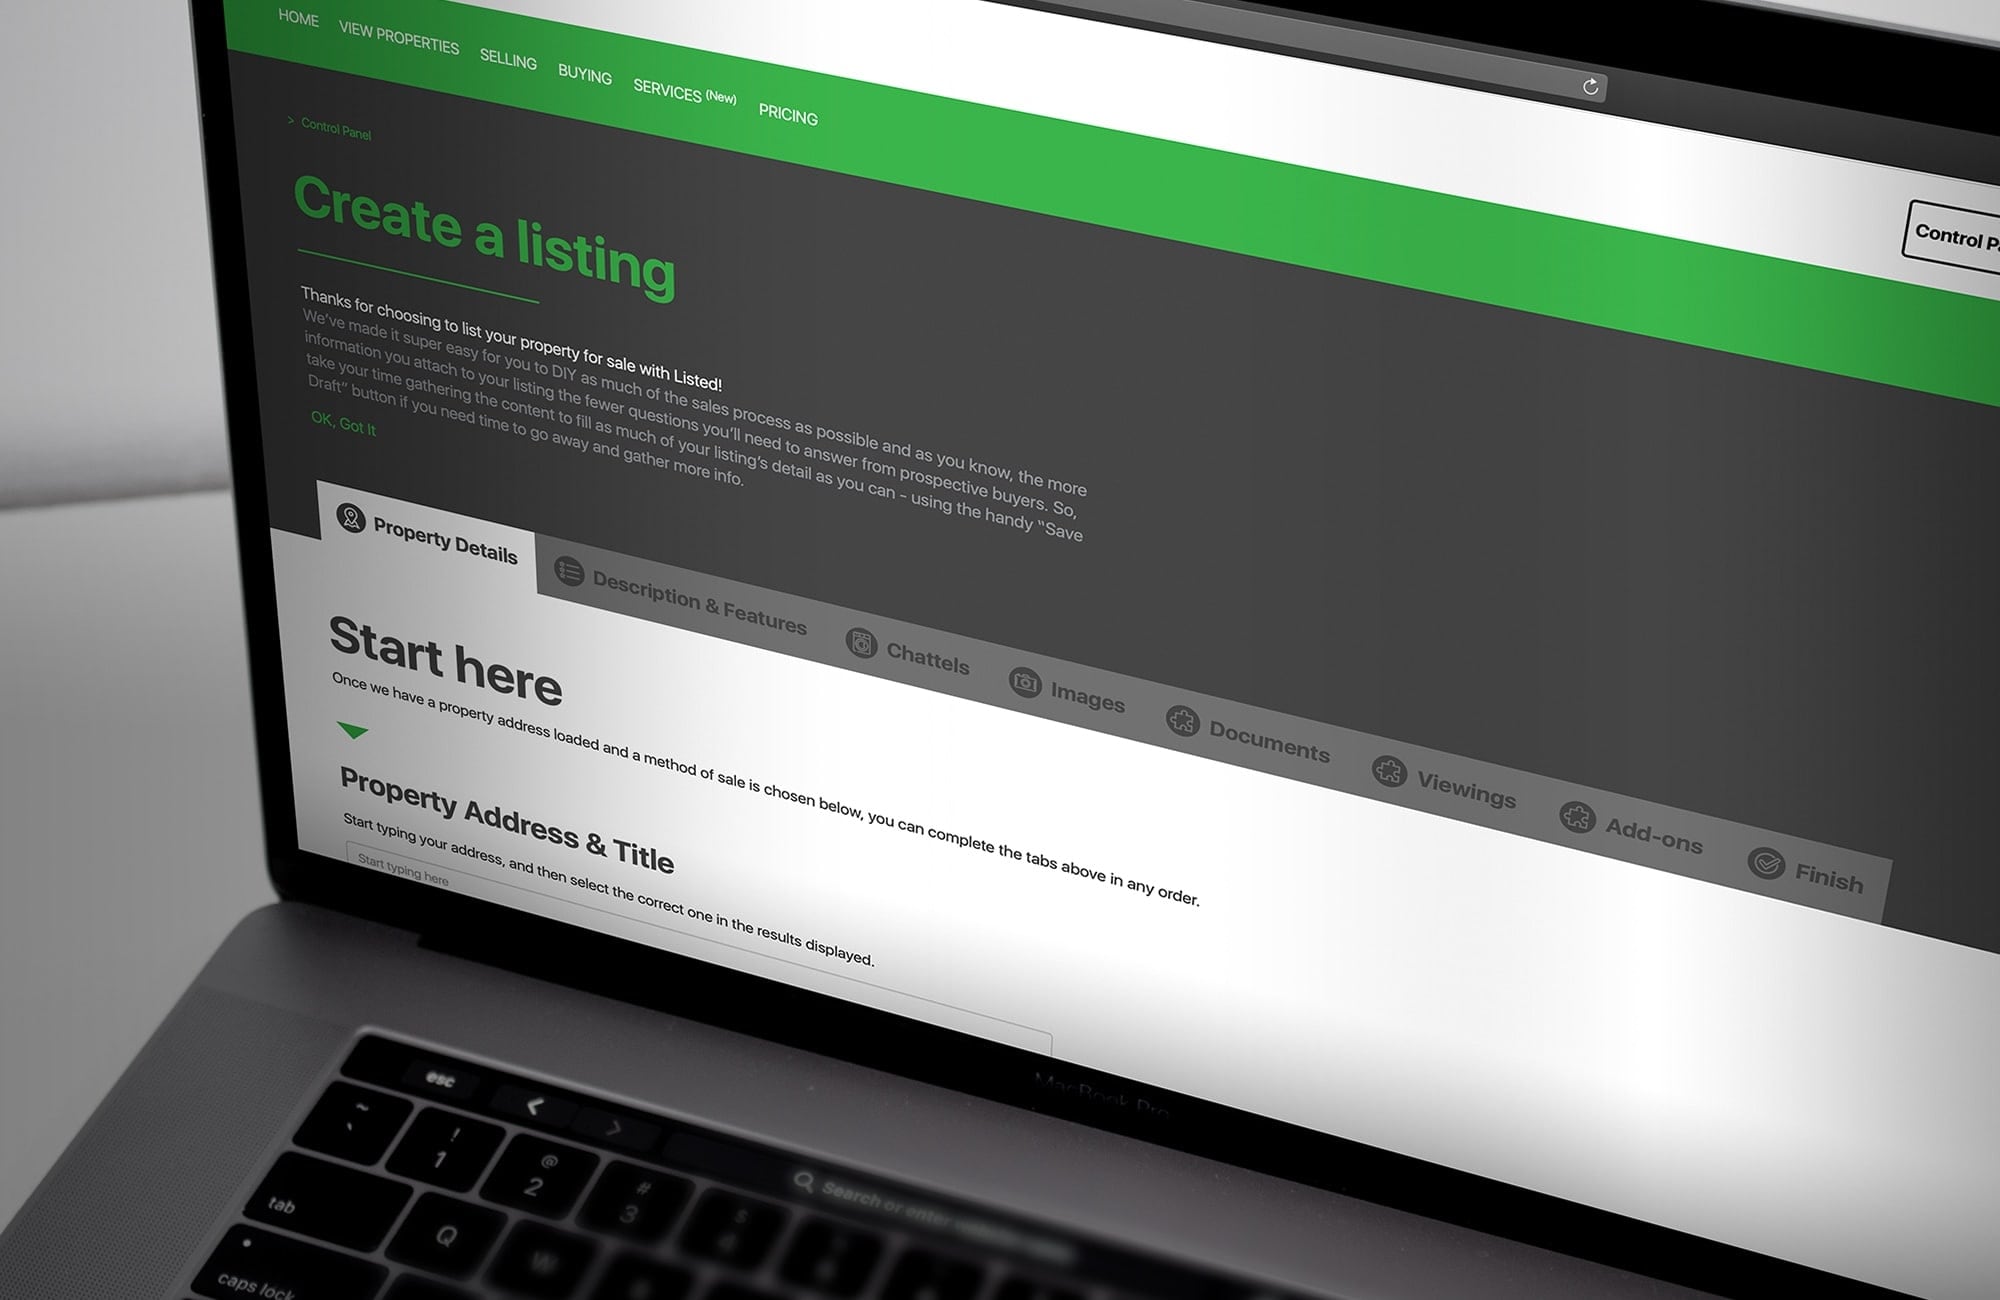 HOME VIEW PROPERTIES SELLING BUYING SERVICES (New) PRICING
Control P
> Control Panel
Create a listing
Thanks for choosing to list your property for sale with Listed!
We've made it super easy for you to DIY as much of the sales process as possible and as you know, the more
information you attach to your listing the fewer questions you'll need to answer from prospective buyers. So,
take your time gathering the content to fill as much of your listing's detail as you can - using the handy "Save
Draft" button if you need time to go away and gather more info.
OK, Got It
Property Details Description & Features Chattels Images Documents Viewings Add-ons Finish
Start here
Once we have a property address loaded and a method of sale is chosen below, you can complete the tabs above in any order.
Property Address & Title
Start typing your address, and then select the correct one in the results displayed.
Start typing here
MacBook Pro
esc < >
Search or enter
~ `
! 1
@ 2
# 3
$ 4
tab Q W
caps lock